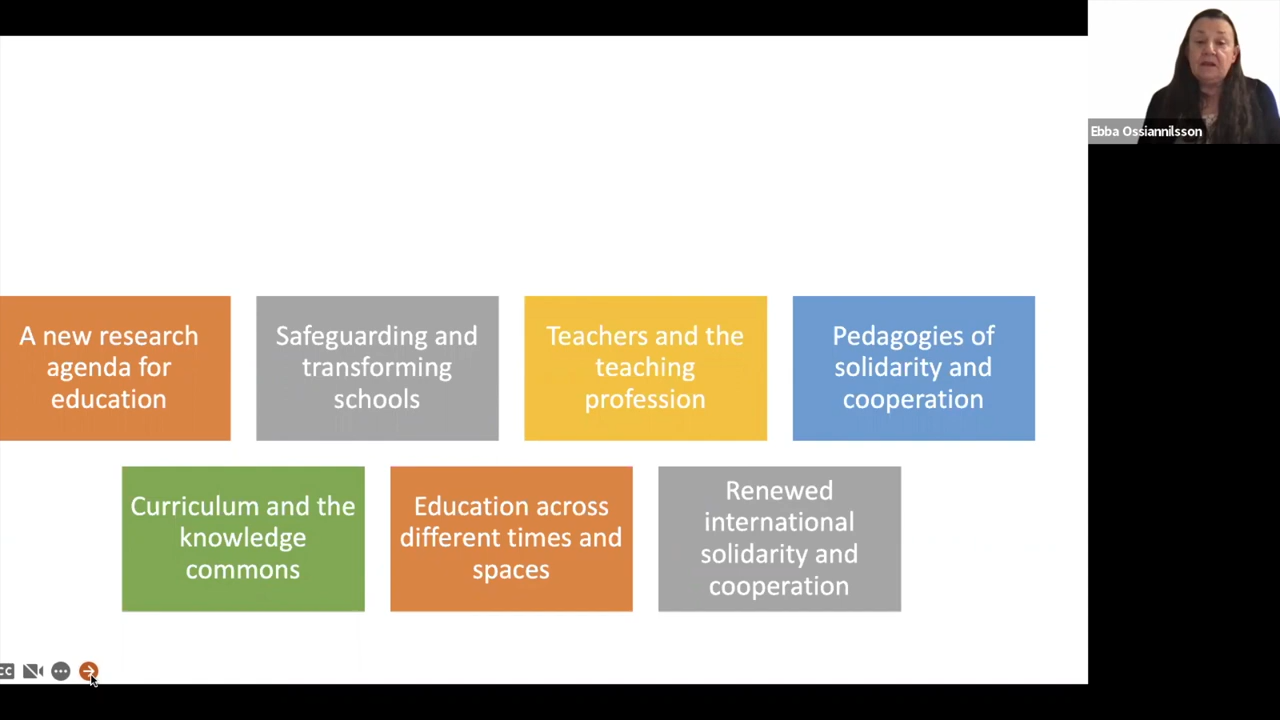 Ebba Ossiannilsson
A new research
agenda for
education
Safeguarding and
transforming
schools
Teachers and the
teaching
profession
Pedagogies of
solidarity and
cooperation
Curriculum and the
knowledge
commons
Education across
different times and
spaces
Renewed
international
solidarity and
cooperation
CC